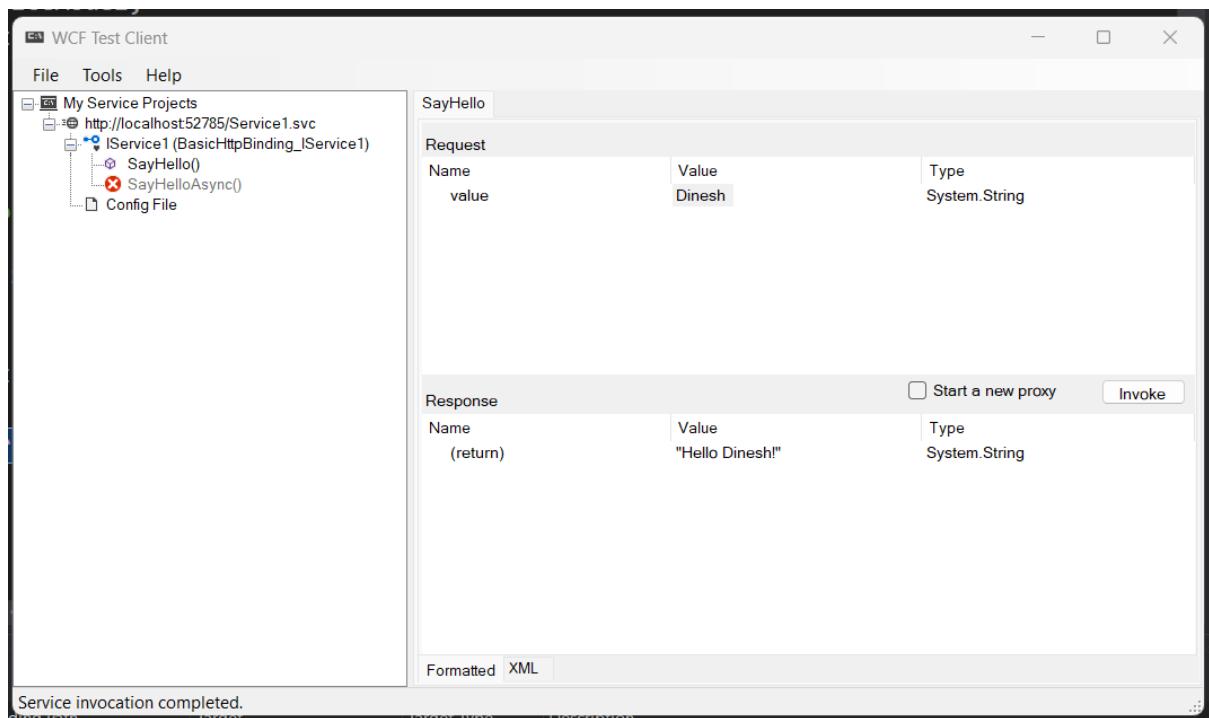 WCF Test Client
File Tools Help
My Service Projects
http://localhost:52785/Service1.svc
IService1 (BasicHttpBinding_IService1)
SayHello()
SayHelloAsync()
Config File
SayHello
Request
Name Value Type
value Dinesh System.String
Response
Start a new proxy Invoke
Name Value Type
(return) "Hello Dinesh!" System.String
Formatted XML
Service invocation completed.